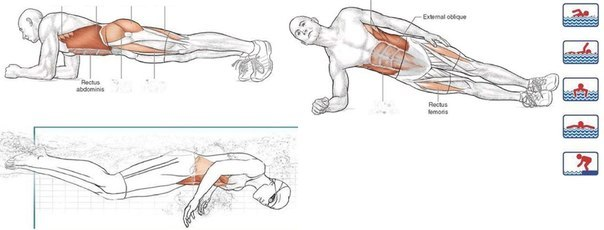 External oblique
Rectus
abdominis
Rectus
femoris